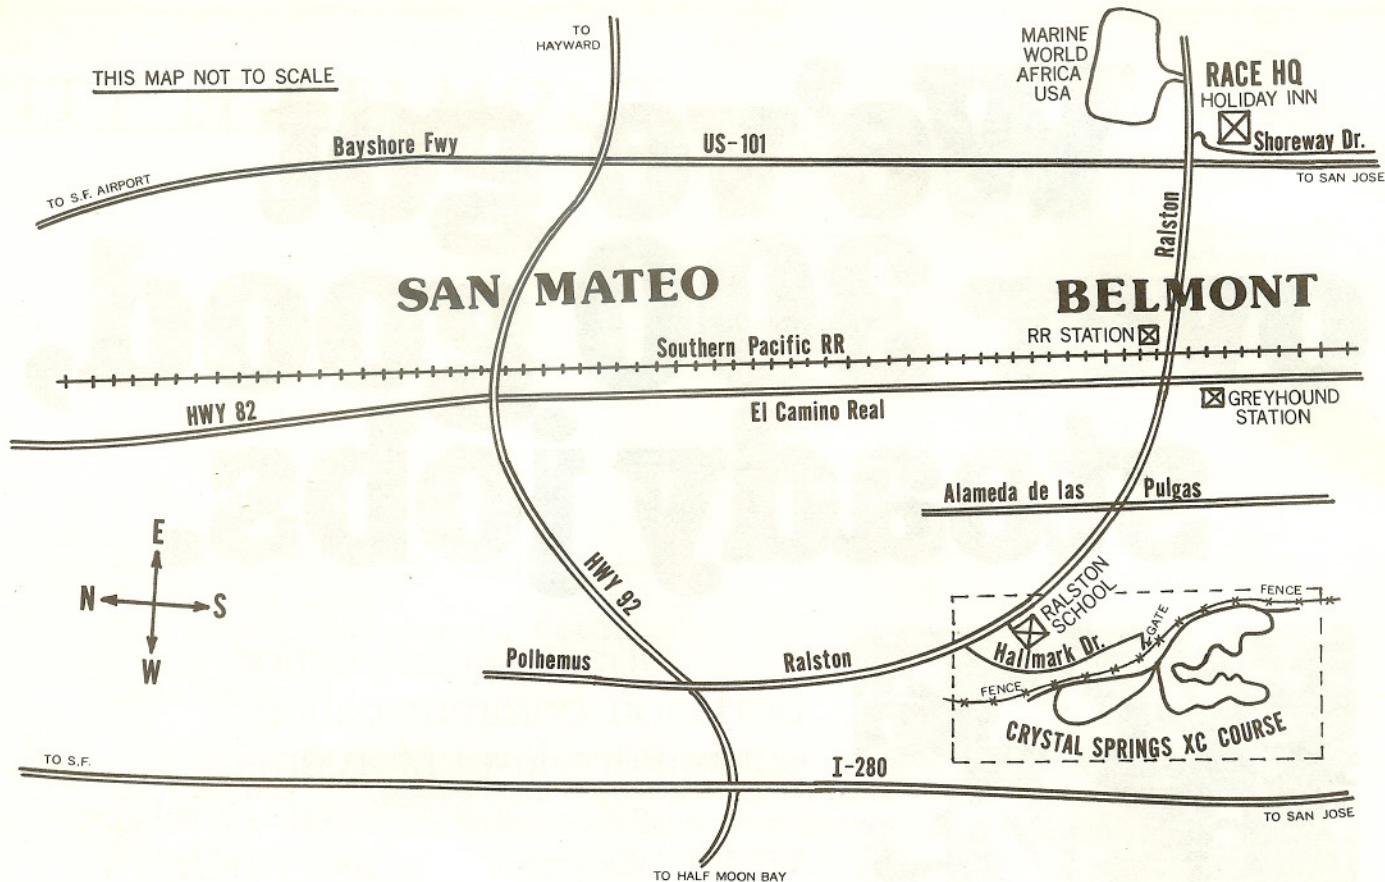 TO
HAYWARD
THIS MAP NOT TO SCALE
MARINE
WORLD
AFRICA
USA
RACE HQ
HOLIDAY INN
Shoreway Dr.
Bayshore Fwy
US-101
TO S.F. AIRPORT
TO SAN JOSE
Ralston
SAN MATEO
BELMONT
RR STATION
Southern Pacific RR
HWY 82
El Camino Real
GREYHOUND
STATION
Alameda de las Pulgas
E
N
S
W
HWY 92
RALSTON
SCHOOL
FENCE
GATE
Hallmark Dr.
Polhemus
Ralston
FENCE
CRYSTAL SPRINGS XC COURSE
TO S.F.
I-280
TO SAN JOSE
TO HALF MOON BAY